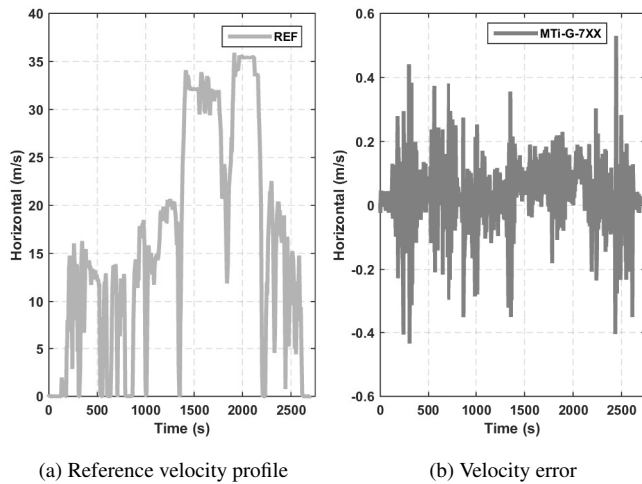 REF
Horizontal (m/s)
40
35
30
25
20
15
10
5
0
0 500 1000 1500 2000 2500
Time (s)
(a) Reference velocity profile
MTi-G-7XX
Horizontal (m/s)
0.6
0.4
0.2
0
-0.2
-0.4
-0.6
0 500 1000 1500 2000 2500
Time (s)
(b) Velocity error